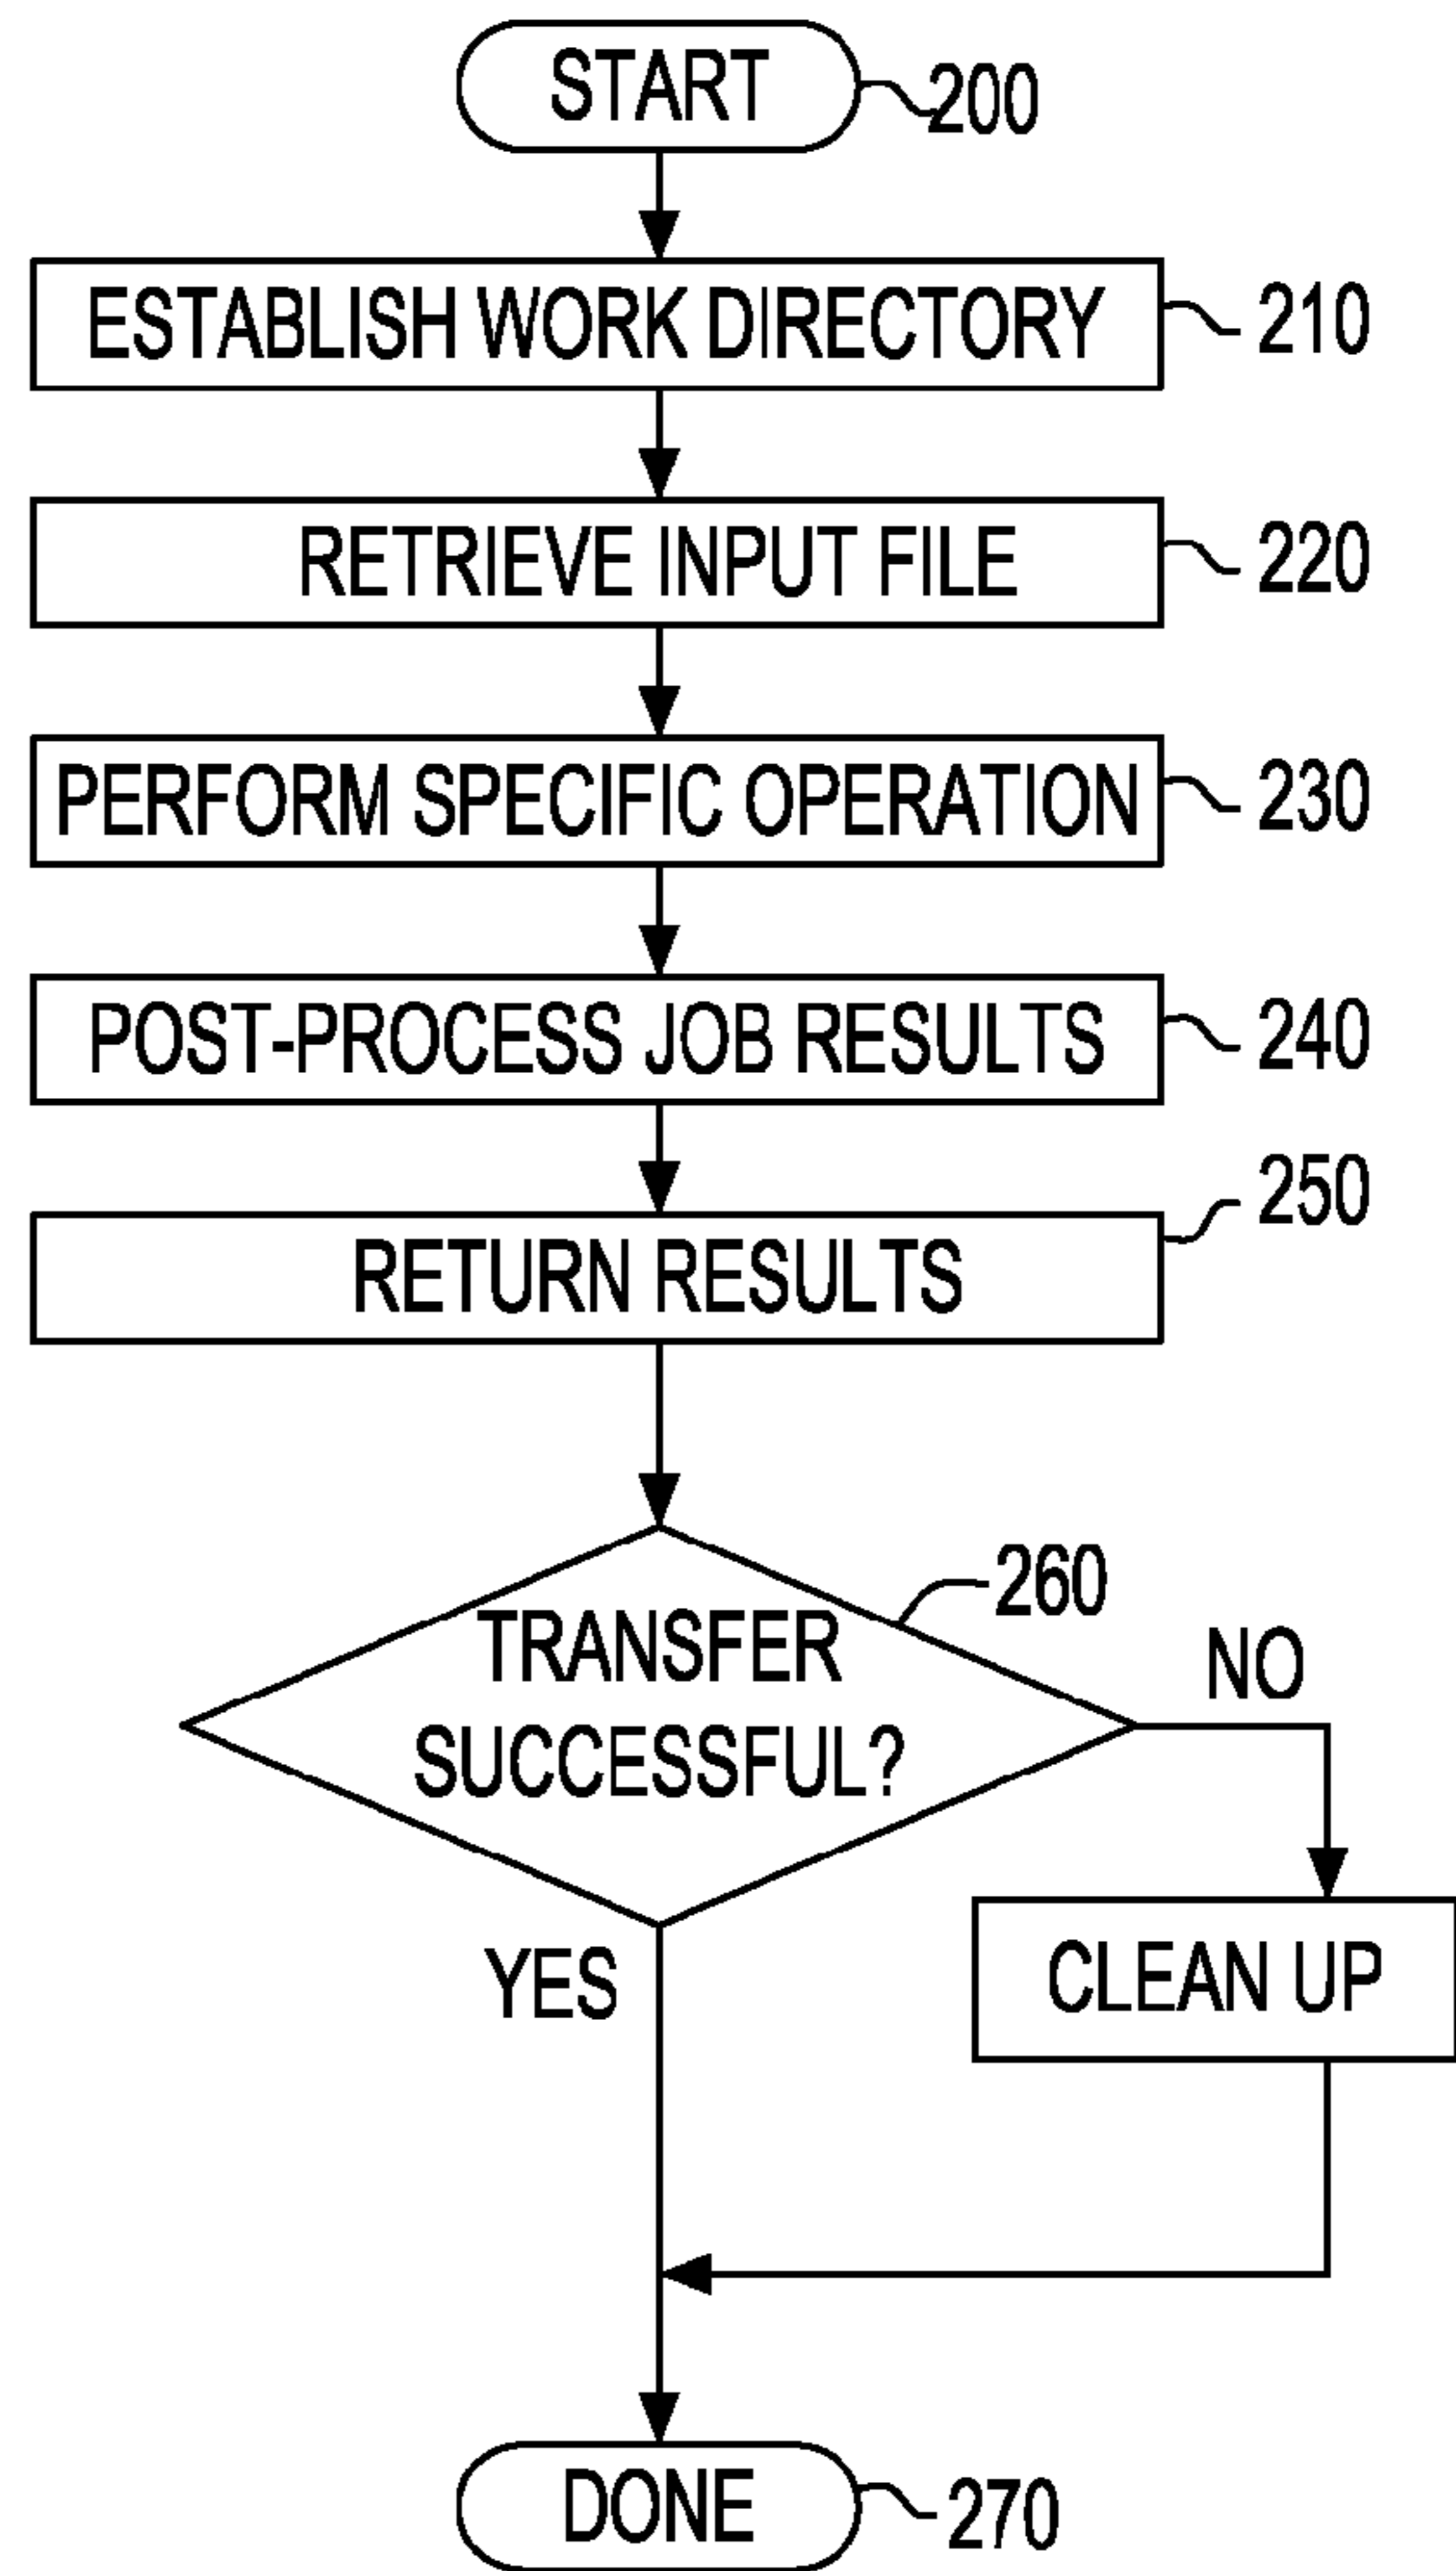 START
200
ESTABLISH WORK DIRECTORY
210
RETRIEVE INPUT FILE
220
PERFORM SPECIFIC OPERATION
230
POST-PROCESS JOB RESULTS
240
250
RETURN RESULTS
260
TRANSFER
SUCCESSFUL?
NO
YES
CLEAN UP
DONE
270